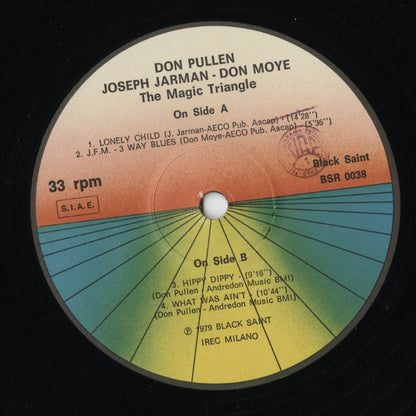 DON PULLEN
JOSEPH JARMAN - DON MOYE
The Magic Triangle
On Side A
1. LONELY CHILD (J. Jarman-AECO Pub. Ascap) - (14'28'')
2. J.F.M. - 3 WAY BLUES (Don Moye-AECO Pub. Ascap) - (5'36'')
33 rpm
S.I.A.E.
Black Saint
BSR 0038
On Side B
3. HIPPY DIPPY - (9'16'')
(Don Pullen - Andredon Music BMI)
4. WHAT WAS AIN'T - (10'44'')
(Don Pullen - Andredon Music BMI)
℗ 1979 BLACK SAINT
IREC MILANO